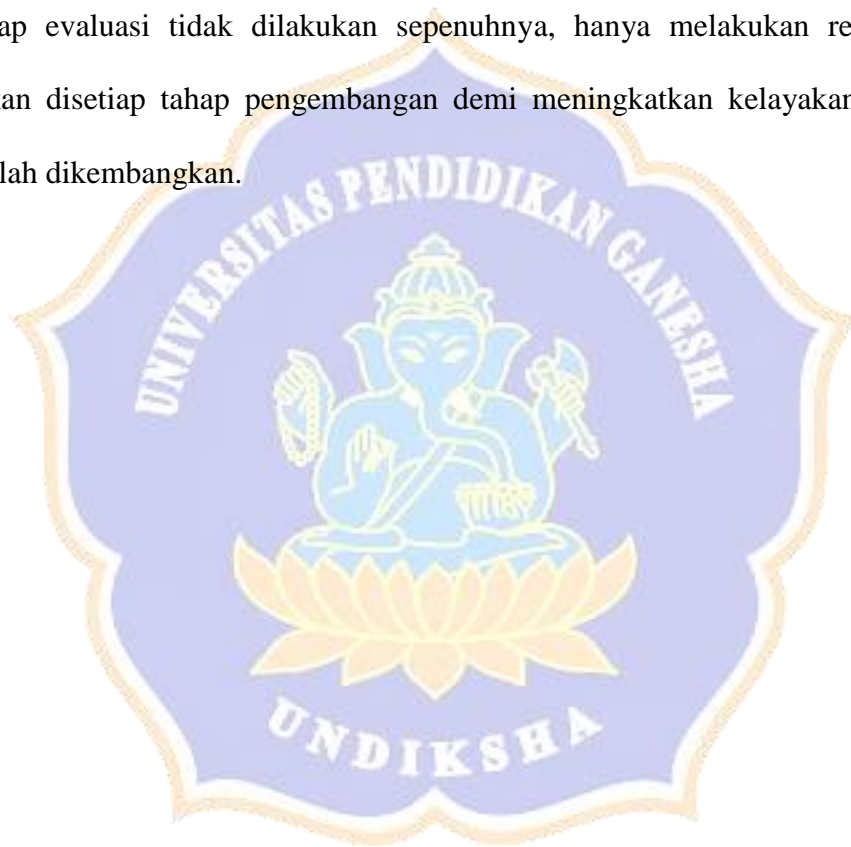 ap evaluasi tidak dilakukan sepenuhnya, hanya melakukan re
kan disetiap tahap pengembangan demi meningkatkan kelayakan
lah dikembangkan.
UNIVERSITAS PENDIDIKAN GANESHA
UNDIKSHA